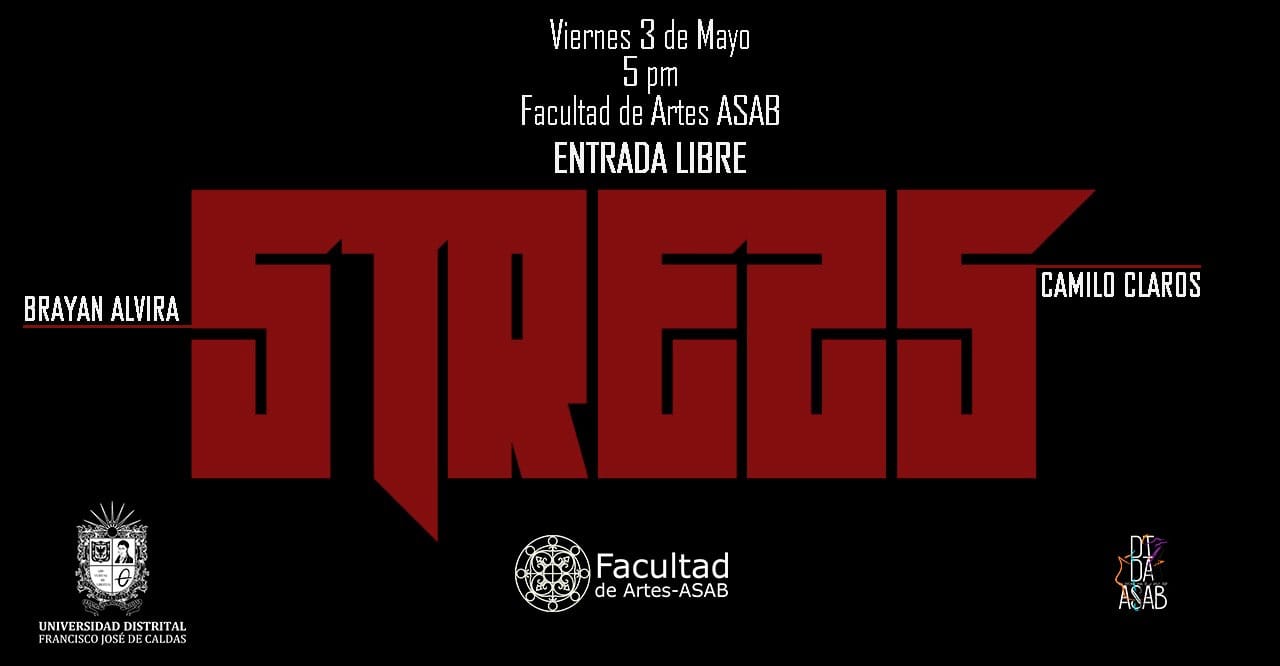 Viernes 3 de Mayo
5 pm
Facultad de Artes ASAB
ENTRADA LIBRE
STRESS
BRAYAN ALVIRA
CAMILO CLAROS
UNIVERSIDAD DISTRITAL
FRANCISCO JOSÉ DE CALDAS
Facultad
de Artes-ASAB
DI
DA
ASAB